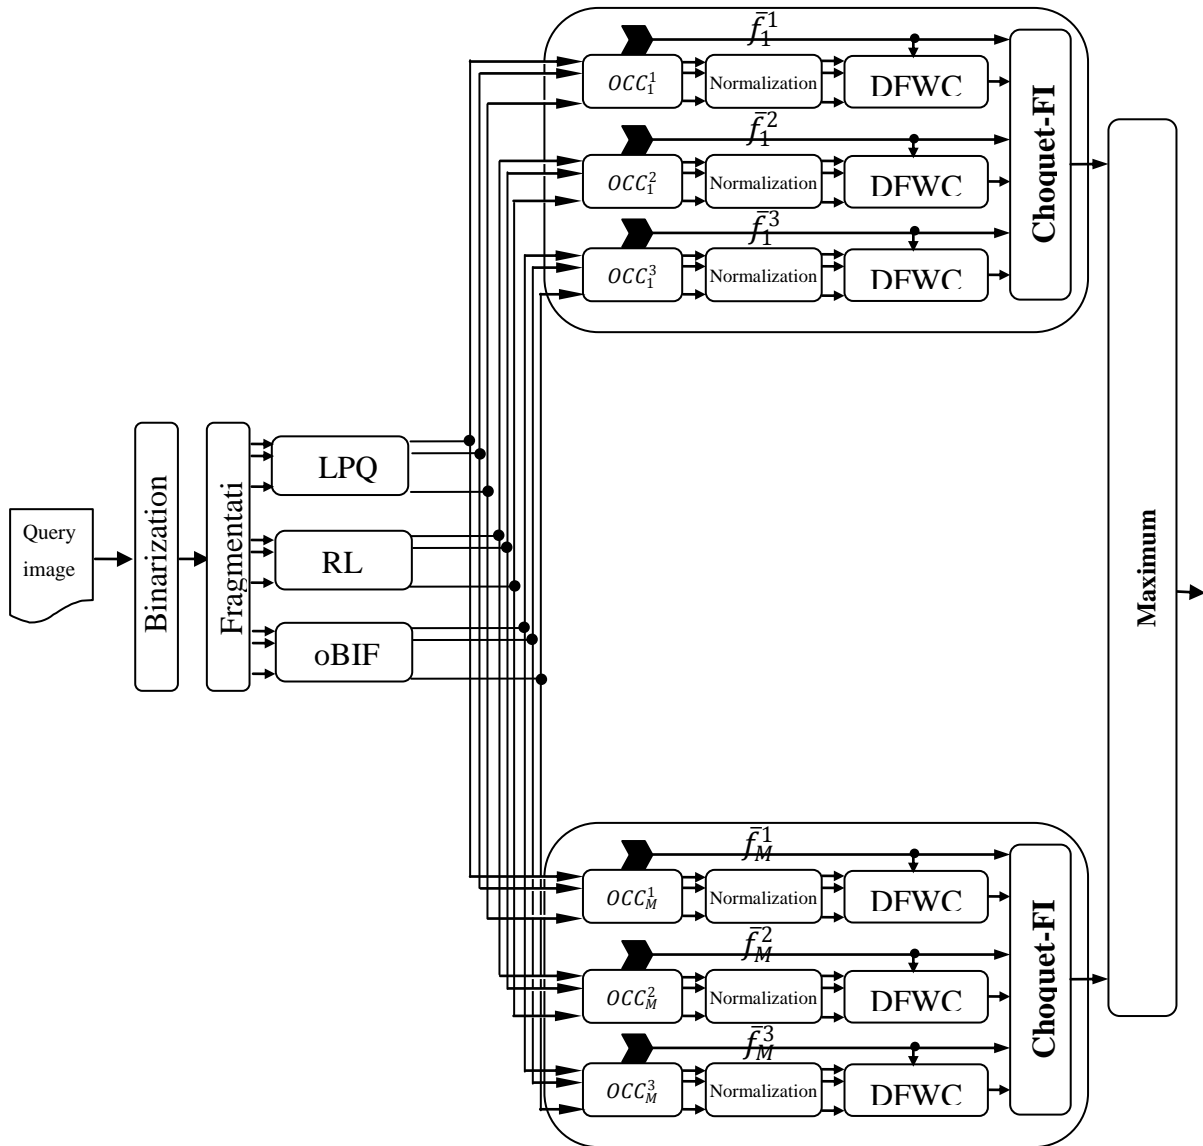 f̄₁¹
OCC₁¹
Normalization
DFWC
f̄₁²
OCC₁²
Normalization
DFWC
f̄₁³
OCC₁³
Normalization
DFWC
Choquet-FI
Query
image
Binarization
Fragmentati
LPQ
RL
oBIF
f̄_M¹
OCC_M¹
Normalization
DFWC
f̄_M²
OCC_M²
Normalization
DFWC
f̄_M³
OCC_M³
Normalization
DFWC
Choquet-FI
Maximum